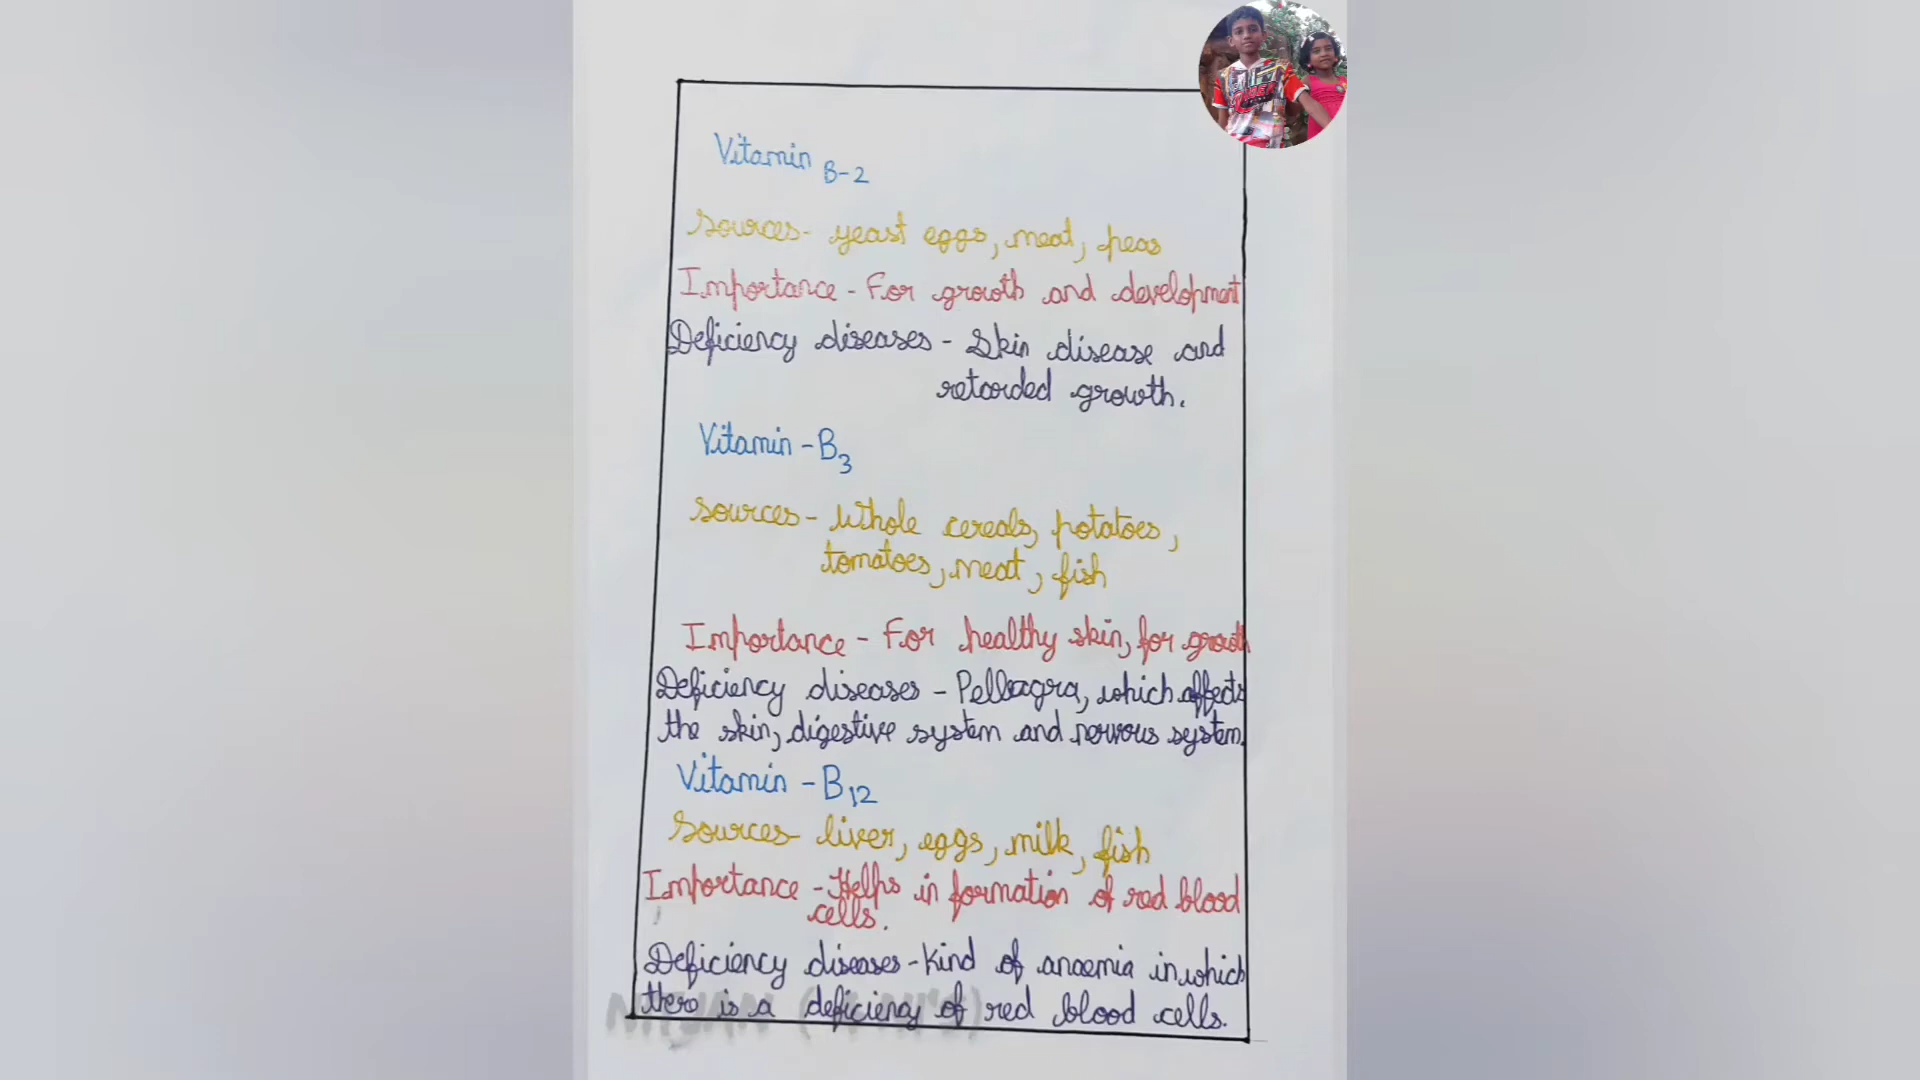 Vitamin B-2
Sources- yeast eggs, meat, peas
Importance - For growth and development
Deficiency diseases - Skin disease and
retarded growth.
Vitamin - B3
Sources - Whole cereals, potatoes,
tomatoes, meat, fish
Importance - For healthy skin, for growth
Deficiency diseases - Pellagra, which affects
the skin, digestive system and nervous system.
Vitamin - B12
Sources- liver, eggs, milk, fish
Importance - Helps in formation of red blood
cells.
Deficiency diseases - Kind of anaemia in which
there is a deficiency of red blood cells.